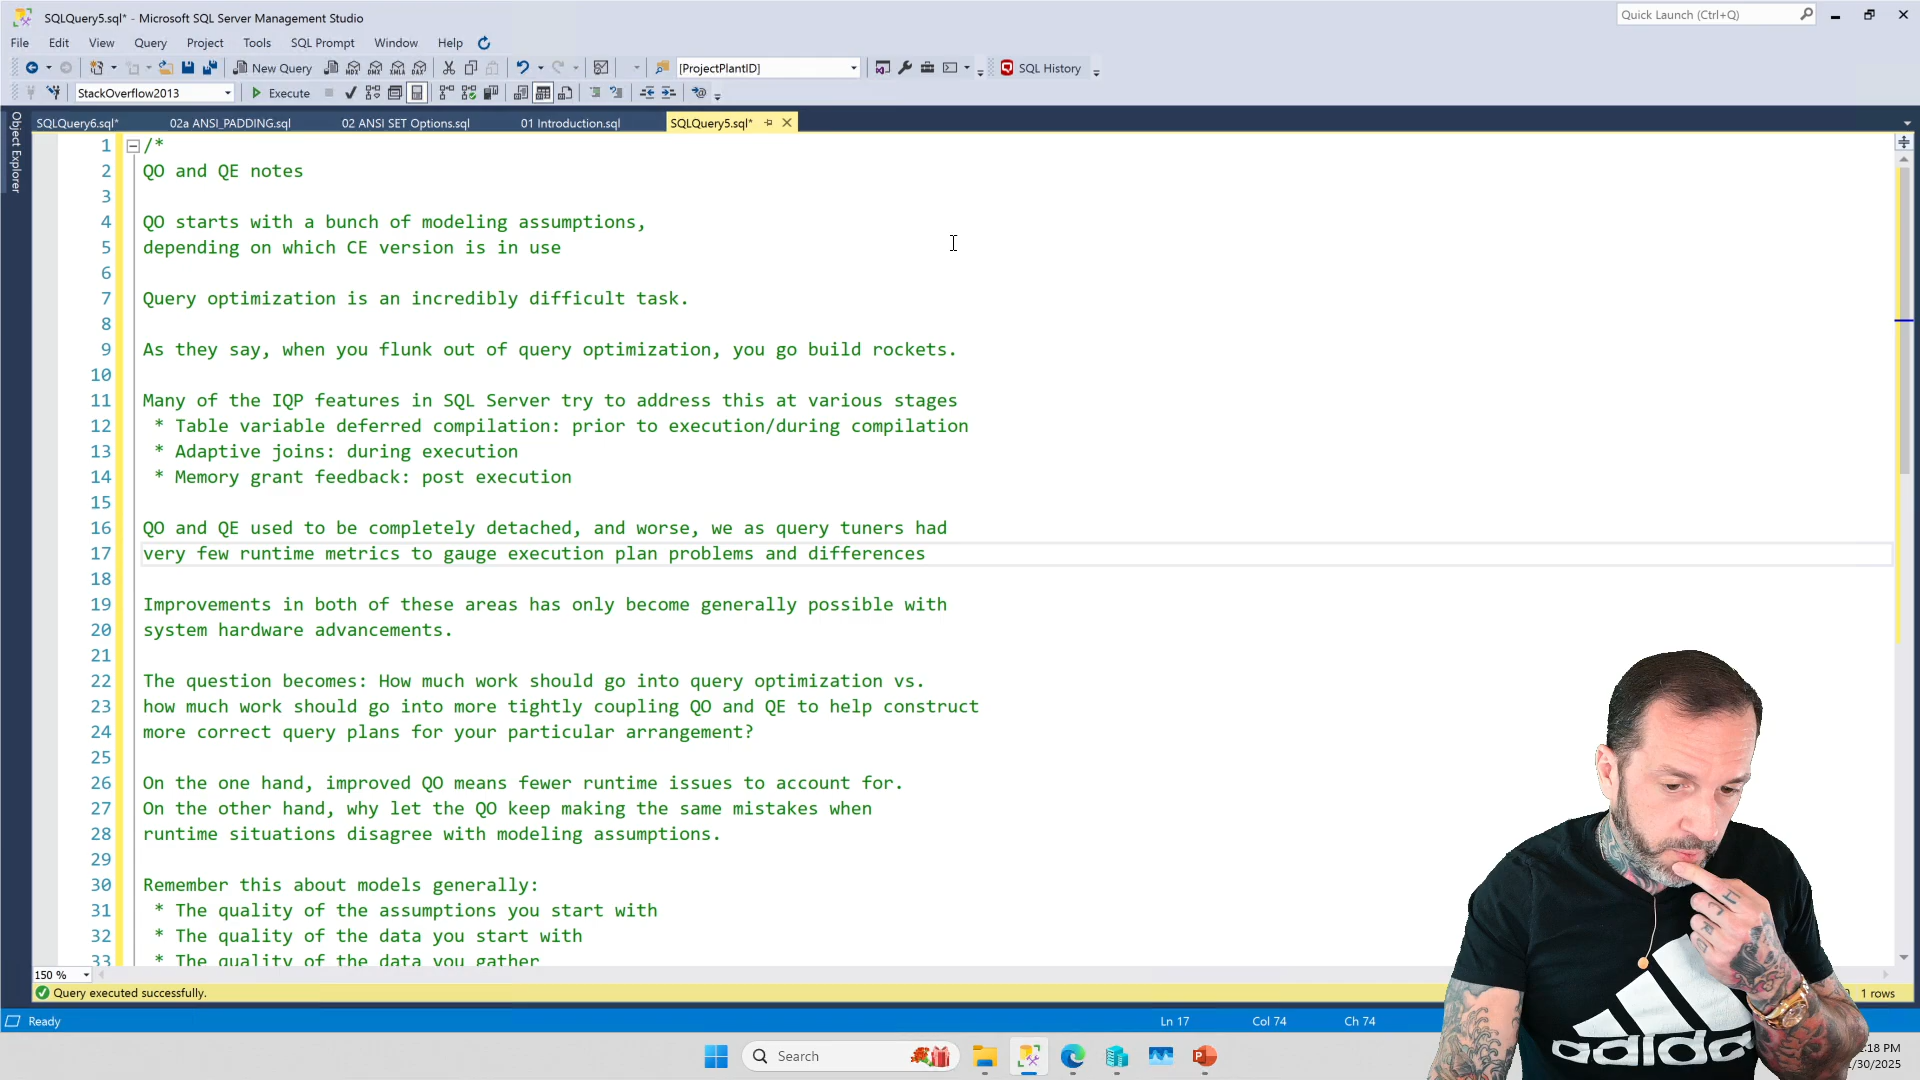 SQLQuery5.sql* - Microsoft SQL Server Management Studio
Quick Launch (Ctrl+Q)
File Edit View Query Project Tools SQL Prompt Window Help
New Query MDX DMX XMLA DAX [ProjectPlantID] SQL History
StackOverflow2013 Execute
Object Explorer
SQLQuery6.sql* 02a ANSI_PADDING.sql 02 ANSI SET Options.sql 01 Introduction.sql SQLQuery5.sql*
1 /*
2 QO and QE notes
3
4 QO starts with a bunch of modeling assumptions,
5 depending on which CE version is in use
6
7 Query optimization is an incredibly difficult task.
8
9 As they say, when you flunk out of query optimization, you go build rockets.
10
11 Many of the IQP features in SQL Server try to address this at various stages
12 * Table variable deferred compilation: prior to execution/during compilation
13 * Adaptive joins: during execution
14 * Memory grant feedback: post execution
15
16 QO and QE used to be completely detached, and worse, we as query tuners had
17 very few runtime metrics to gauge execution plan problems and differences
18
19 Improvements in both of these areas has only become generally possible with
20 system hardware advancements.
21
22 The question becomes: How much work should go into query optimization vs.
23 how much work should go into more tightly coupling QO and QE to help construct
24 more correct query plans for your particular arrangement?
25
26 On the one hand, improved QO means fewer runtime issues to account for.
27 On the other hand, why let the QO keep making the same mistakes when
28 runtime situations disagree with modeling assumptions.
29
30 Remember this about models generally:
31 * The quality of the assumptions you start with
32 * The quality of the data you start with
33 * The quality of the data you gather
150 %
Query executed successfully. 1 rows
Ready Ln 17 Col 74 Ch 74
Search
:18 PM
/30/2025
adidas